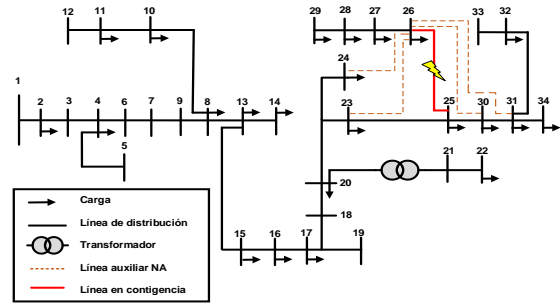 12 11 10 29 28 27 26 33 32
24
1
2 3 4 6 7 9 8 13 14 23 25 30 31 34
5
21 22
20
18
15 16 17 19
Carga
Línea de distribución
Transformador
Línea auxiliar NA
Línea en contigencia